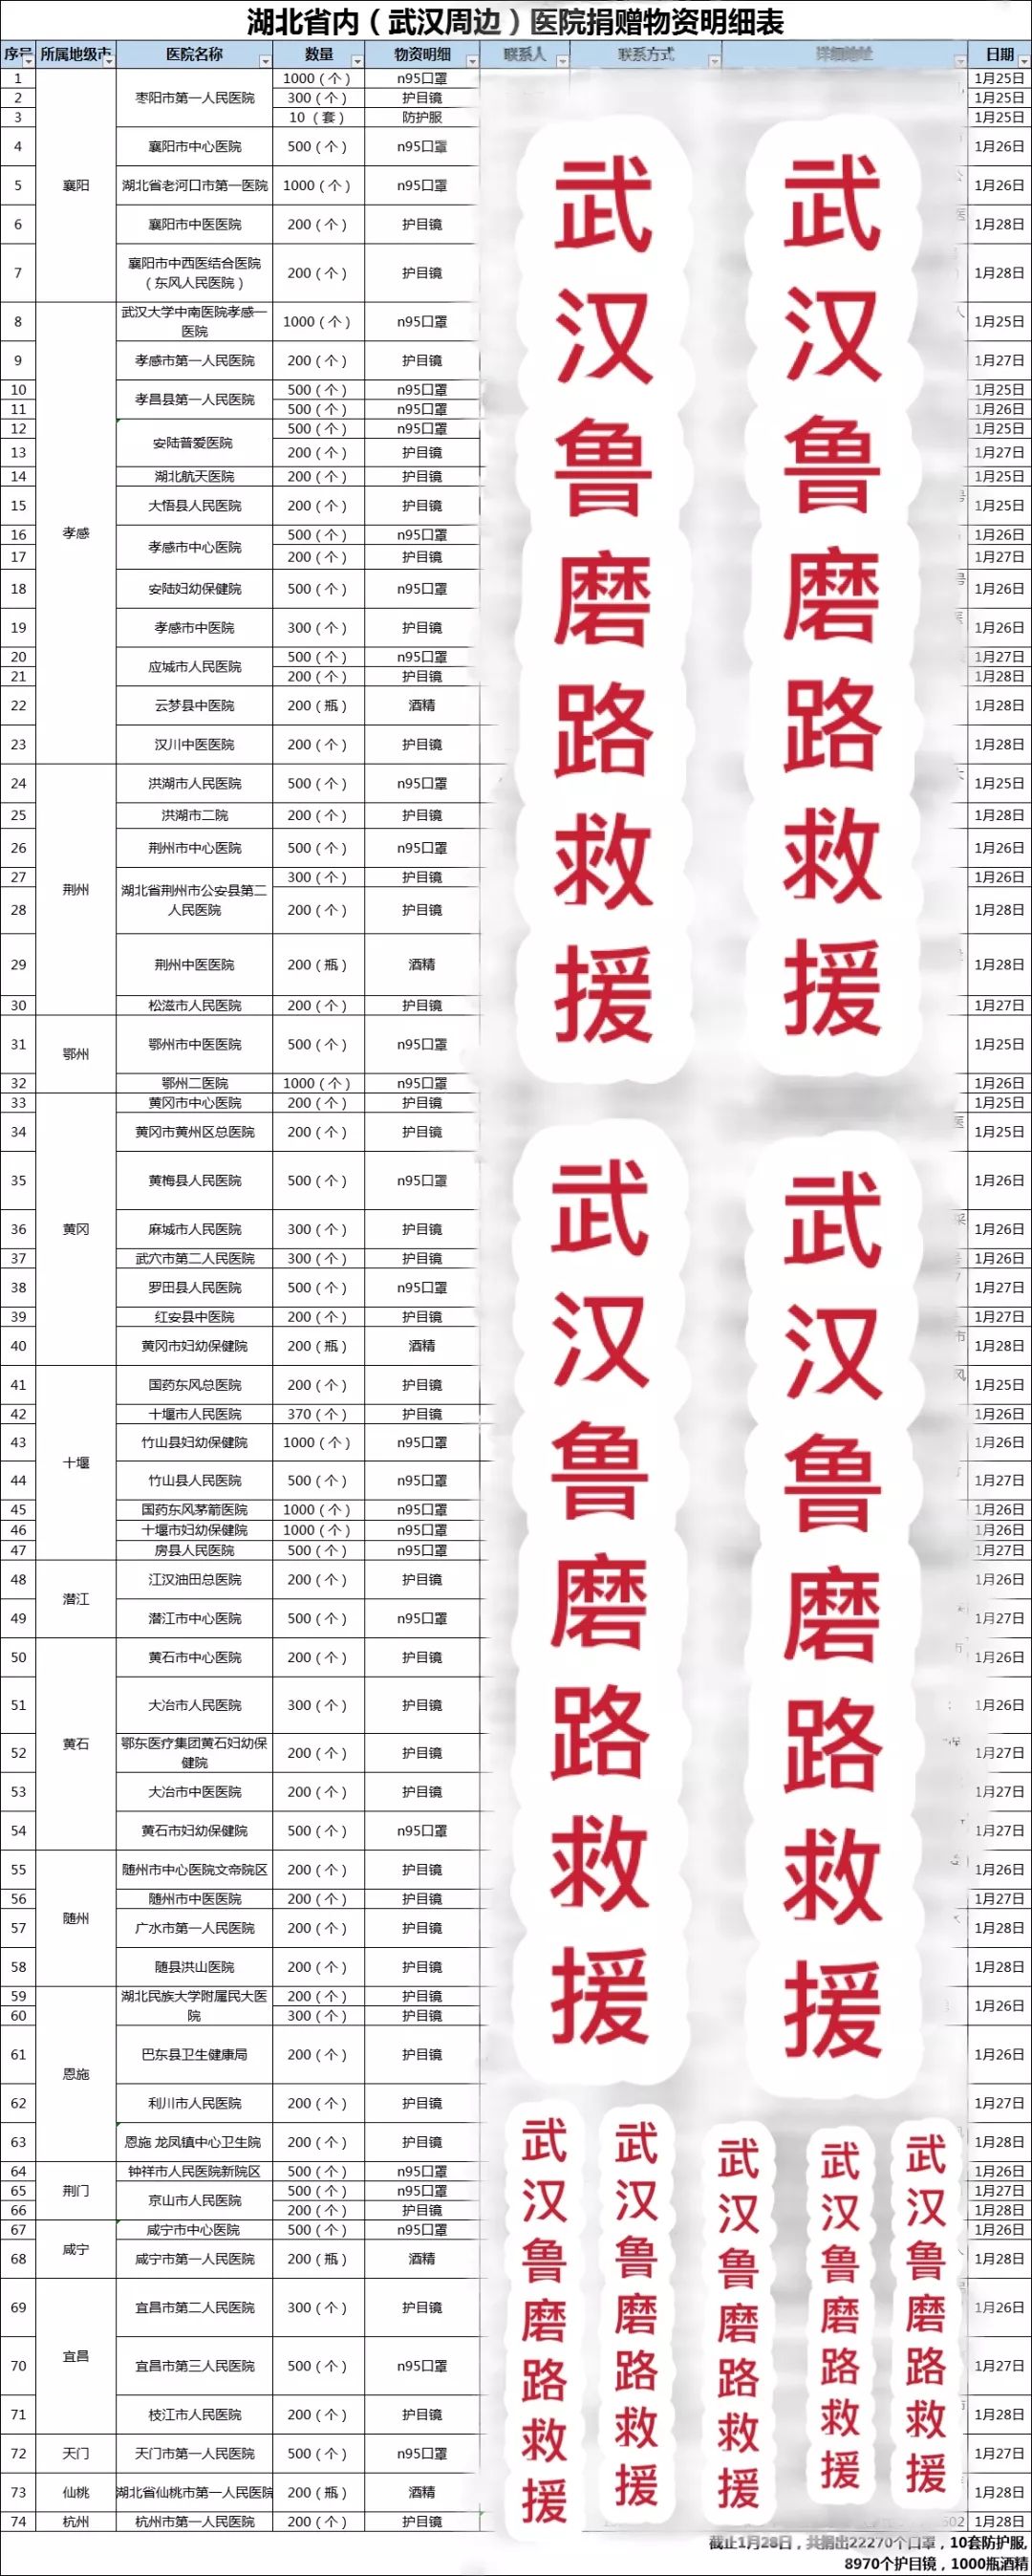 湖北省内（武汉周边）医院捐赠物资明细表
序号 所属地级市 医院名称 数量 物资明细 联系人 联系方式 详细地址 日期
1 襄阳 枣阳市第一人民医院 1000（个） n95口罩 1月25日
2 300（个） 护目镜 1月25日
3 10（套） 防护服 1月25日
4 襄阳市中心医院 500（个） n95口罩 1月26日
5 湖北省老河口市第一医院 1000（个） n95口罩 1月26日
6 襄阳市中医医院 200（个） 护目镜 1月28日
7 襄阳市中西医结合医院（东风人民医院） 200（个） 护目镜 1月28日
8 孝感 武汉大学中南医院孝感一医院 1000（个） n95口罩 1月25日
9 孝感市第一人民医院 200（个） 护目镜 1月27日
10 孝昌县第一人民医院 500（个） n95口罩 1月25日
11 500（个） n95口罩 1月26日
12 安陆普爱医院 500（个） n95口罩 1月25日
13 200（个） 护目镜 1月27日
14 湖北航天医院 200（个） 护目镜 1月25日
15 大悟县人民医院 200（个） 护目镜 1月25日
16 孝感市中心医院 500（个） n95口罩 1月26日
17 200（个） 护目镜 1月27日
18 安陆妇幼保健院 500（个） n95口罩 1月26日
19 孝感市中医院 300（个） 护目镜 1月26日
20 应城市人民医院 500（个） n95口罩 1月27日
21 200（个） 护目镜 1月28日
22 云梦县中医院 200（瓶） 酒精 1月28日
23 汉川中医医院 200（个） 护目镜 1月28日
24 荆州 洪湖市人民医院 500（个） n95口罩 1月25日
25 洪湖市二院 200（个） 护目镜 1月28日
26 荆州市中心医院 500（个） n95口罩 1月26日
27 湖北省荆州市公安县第二人民医院 300（个） 护目镜 1月26日
28 200（个） 护目镜 1月28日
29 荆州中医医院 200（瓶） 酒精 1月28日
30 松滋市人民医院 200（个） 护目镜 1月27日
31 鄂州 鄂州市中医医院 500（个） n95口罩 1月25日
32 鄂州二医院 1000（个） n95口罩 1月26日
33 黄冈 黄冈市中心医院 200（个） 护目镜 1月25日
34 黄冈市黄州区总医院 200（个） 护目镜 1月25日
35 黄梅县人民医院 500（个） n95口罩 1月26日
36 麻城市人民医院 300（个） 护目镜 1月26日
37 武穴市第二人民医院 300（个） 护目镜 1月26日
38 罗田县人民医院 500（个） n95口罩 1月27日
39 红安县中医院 200（个） 护目镜 1月27日
40 黄冈市妇幼保健院 200（瓶） 酒精 1月28日
41 十堰 国药东风总医院 200（个） 护目镜 1月25日
42 十堰市人民医院 370（个） 护目镜 1月26日
43 竹山县妇幼保健院 1000（个） n95口罩 1月26日
44 竹山县人民医院 500（个） n95口罩 1月27日
45 国药东风茅箭医院 1000（个） n95口罩 1月26日
46 十堰市妇幼保健院 1000（个） n95口罩 1月26日
47 房县人民医院 500（个） n95口罩 1月27日
48 潜江 江汉油田总医院 200（个） 护目镜 1月26日
49 潜江市中心医院 500（个） n95口罩 1月27日
50 黄石 黄石市中心医院 200（个） 护目镜 1月26日
51 大冶市人民医院 300（个） 护目镜 1月26日
52 鄂东医疗集团黄石妇幼保健院 200（个） 护目镜 1月27日
53 大冶市中医医院 200（个） 护目镜 1月27日
54 黄石市妇幼保健院 500（个） n95口罩 1月27日
55 随州 随州市中心医院文帝院区 200（个） 护目镜 1月26日
56 随州市中医医院 200（个） 护目镜 1月27日
57 广水市第一人民医院 200（个） 护目镜 1月28日
58 随县洪山医院 200（个） 护目镜 1月28日
59 恩施 湖北民族大学附属民大医院 200（个） 护目镜 1月26日
60 300（个） 护目镜
61 巴东县卫生健康局 200（个） 护目镜 1月26日
62 利川市人民医院 200（个） 护目镜 1月27日
63 恩施 龙凤镇中心卫生院 200（个） 护目镜 1月28日
64 荆门 钟祥市人民医院新院区 500（个） n95口罩 1月26日
65 京山市人民医院 500（个） n95口罩 1月27日
66 200（个） 护目镜 1月28日
67 咸宁 咸宁市中心医院 500（个） n95口罩 1月26日
68 咸宁市第一人民医院 200（瓶） 酒精 1月28日
69 宜昌 宜昌市第二人民医院 300（个） 护目镜 1月26日
70 宜昌市第三人民医院 500（个） n95口罩 1月27日
71 枝江市人民医院 200（个） 护目镜 1月28日
72 天门 天门市第一人民医院 500（个） n95口罩 1月27日
73 仙桃 湖北省仙桃市第一人民医院 200（瓶） 酒精 1月28日
74 杭州 杭州市第一人民医院 200（个） 护目镜 602 1月28日
截止1月28日，共捐出22270个口罩，10套防护服,
8970个护目镜，1000瓶酒精
武汉鲁磨路救援
武汉鲁磨路救援
武汉鲁磨路救援
武汉鲁磨路救援
武汉鲁磨路救援
武汉鲁磨路救援
武汉鲁磨路救援
武汉鲁磨路救援
武汉鲁磨路救援